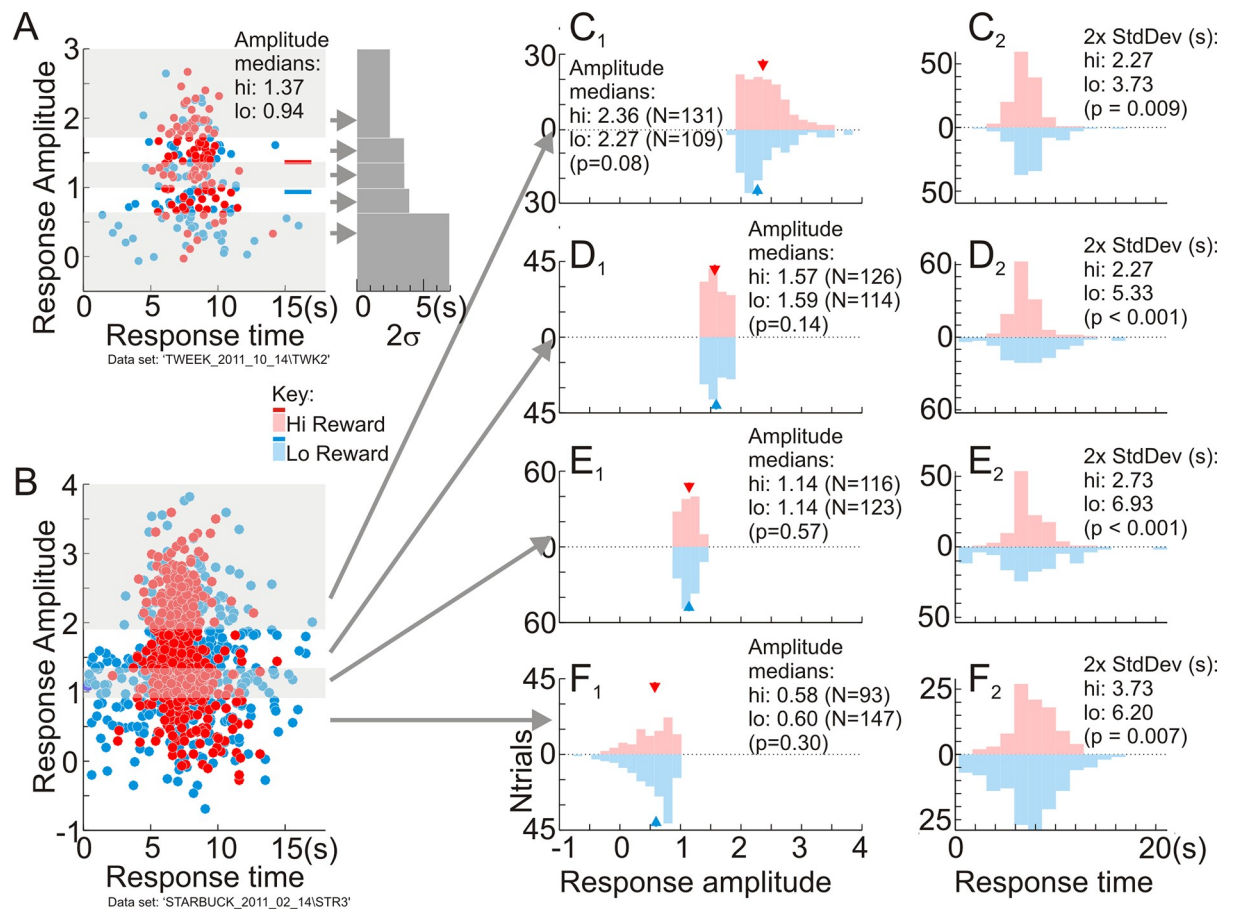 A
3
2
1
0
Response Amplitude
Amplitude
medians:
hi: 1.37
lo: 0.94
0 5 10 15(s)
Response time
0 5(s)
2σ
Data set: 'TWEEK_2011_10_14\TWK2'
Key:
Hi Reward
Lo Reward
B
4
3
2
1
0
-1
Response Amplitude
0 5 10 15(s)
Response time
Data set: 'STARBUCK_2011_02_14\STR3'
C1
30
0
30
Amplitude
medians:
hi: 2.36 (N=131)
lo: 2.27 (N=109)
(p=0.08)
C2
50
0
50
2x StdDev (s):
hi: 2.27
lo: 3.73
(p = 0.009)
D1
45
0
45
Amplitude
medians:
hi: 1.57 (N=126)
lo: 1.59 (N=114)
(p=0.14)
D2
60
0
60
2x StdDev (s):
hi: 2.27
lo: 5.33
(p < 0.001)
E1
60
0
60
Amplitude
medians:
hi: 1.14 (N=116)
lo: 1.14 (N=123)
(p=0.57)
E2
50
0
50
2x StdDev (s):
hi: 2.73
lo: 6.93
(p < 0.001)
F1
45
0
45
Ntrials
Amplitude
medians:
hi: 0.58 (N=93)
lo: 0.60 (N=147)
(p=0.30)
-1 0 1 2 3 4
Response amplitude
F2
25
0
25
2x StdDev (s):
hi: 3.73
lo: 6.20
(p = 0.007)
0 20(s)
Response time